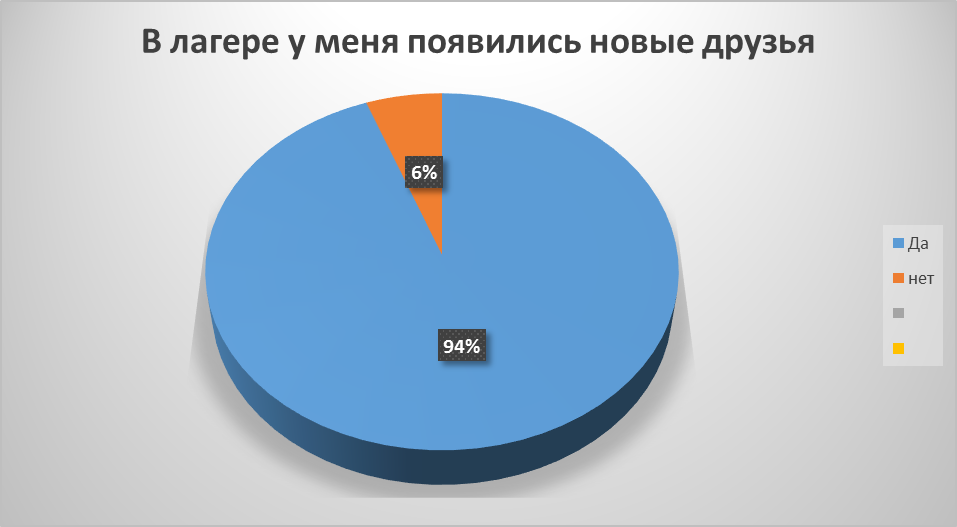 В лагере у меня появились новые друзья
6%
94%
Да
нет